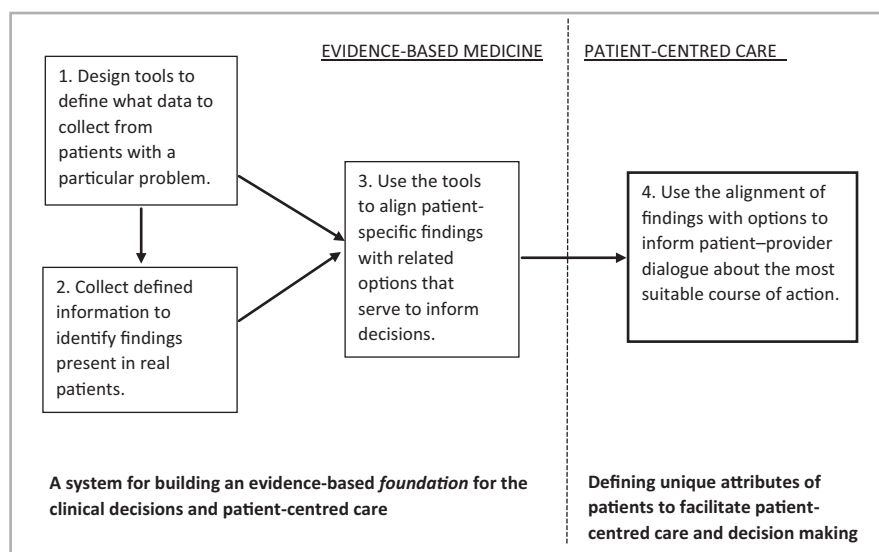 EVIDENCE-BASED MEDICINE
PATIENT-CENTRED CARE
1. Design tools to
define what data to
collect from
patients with a
particular problem.
2. Collect defined
information to
identify findings
present in real
patients.
3. Use the tools
to align patient-
specific findings
with related
options that
serve to inform
decisions.
4. Use the alignment of
findings with options to
inform patient–provider
dialogue about the most
suitable course of action.
A system for building an evidence-based foundation for the
clinical decisions and patient-centred care
Defining unique attributes of
patients to facilitate patient-
centred care and decision making